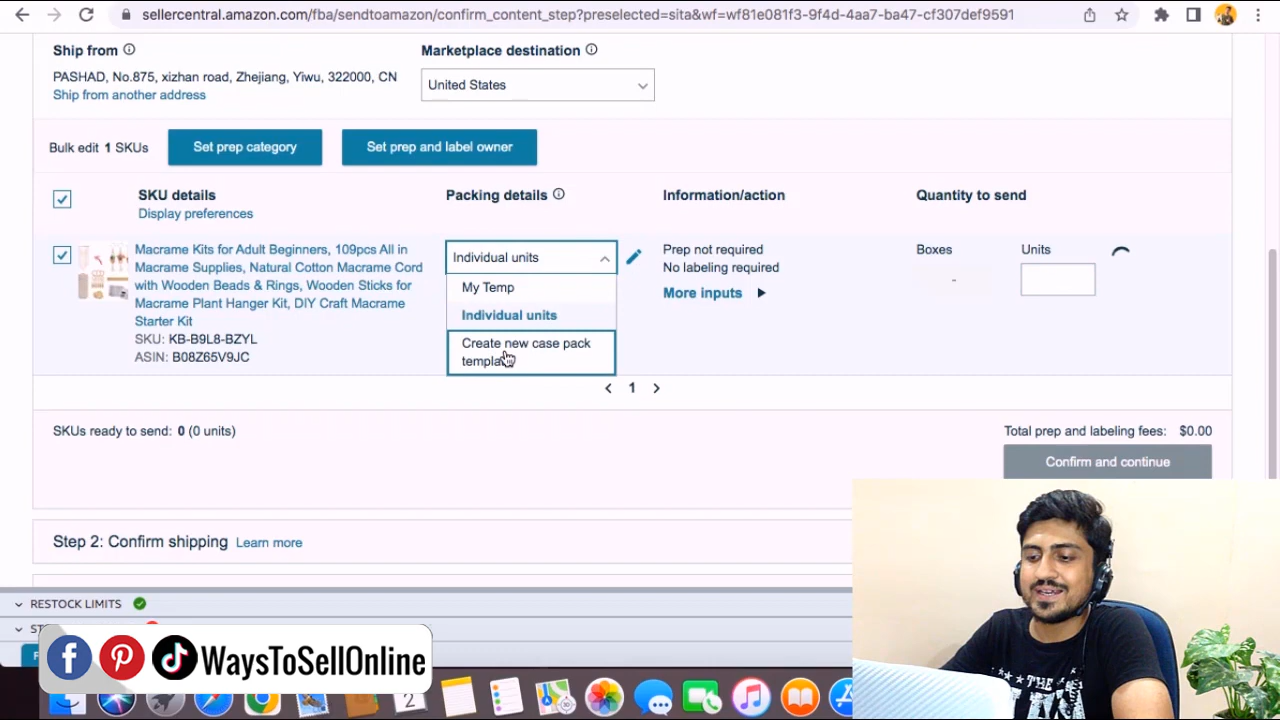 sellercentral.amazon.com/fba/sendtoamazon/confirm_content_step?preselected=sita&wf=wf81e081f3-9f4d-4aa7-ba47-cf307def9591
Ship from
Marketplace destination
PASHAD, No.875, xizhan road, Zhejiang, Yiwu, 322000, CN
Ship from another address
United States
Bulk edit 1 SKUs
Set prep category
Set prep and label owner
SKU details
Display preferences
Packing details
Information/action
Quantity to send
Macrame Kits for Adult Beginners, 109pcs All in
Macrame Supplies, Natural Cotton Macrame Cord
with Wooden Beads & Rings, Wooden Sticks for
Macrame Plant Hanger Kit, DIY Craft Macrame
Starter Kit
SKU: KB-B9L8-BZYL
ASIN: B08Z65V9JC
Individual units
My Temp
Individual units
Create new case pack
template
Prep not required
No labeling required
More inputs
Boxes
-
Units
1
SKUs ready to send: 0 (0 units)
Total prep and labeling fees: $0.00
Confirm and continue
Step 2: Confirm shipping Learn more
RESTOCK LIMITS
WaysToSellOnline
2
THE